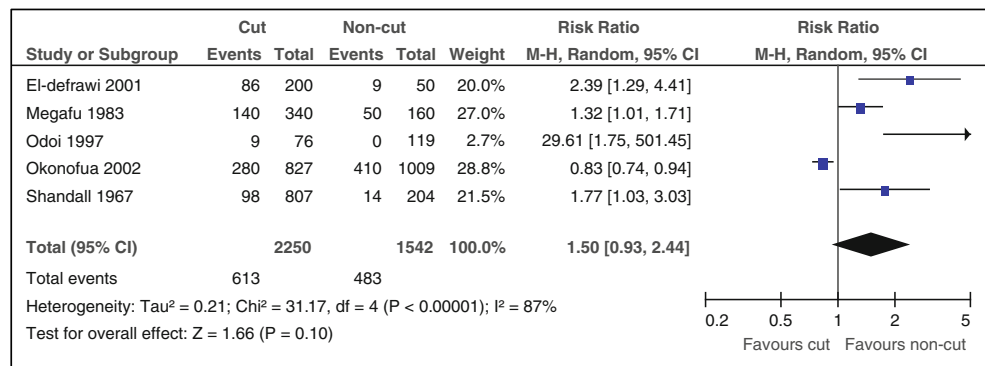 Cut Non-cut Risk Ratio Risk Ratio
Study or Subgroup Events Total Events Total Weight M-H, Random, 95% CI M-H, Random, 95% CI
El-defrawi 2001 86 200 9 50 20.0% 2.39 [1.29, 4.41]
Megafu 1983 140 340 50 160 27.0% 1.32 [1.01, 1.71]
Odoi 1997 9 76 0 119 2.7% 29.61 [1.75, 501.45]
Okonofua 2002 280 827 410 1009 28.8% 0.83 [0.74, 0.94]
Shandall 1967 98 807 14 204 21.5% 1.77 [1.03, 3.03]
Total (95% CI) 2250 1542 100.0% 1.50 [0.93, 2.44]
Total events 613 483
Heterogeneity: Tau² = 0.21; Chi² = 31.17, df = 4 (P < 0.00001); I² = 87%
Test for overall effect: Z = 1.66 (P = 0.10)
0.2 0.5 1 2 5
Favours cut Favours non-cut